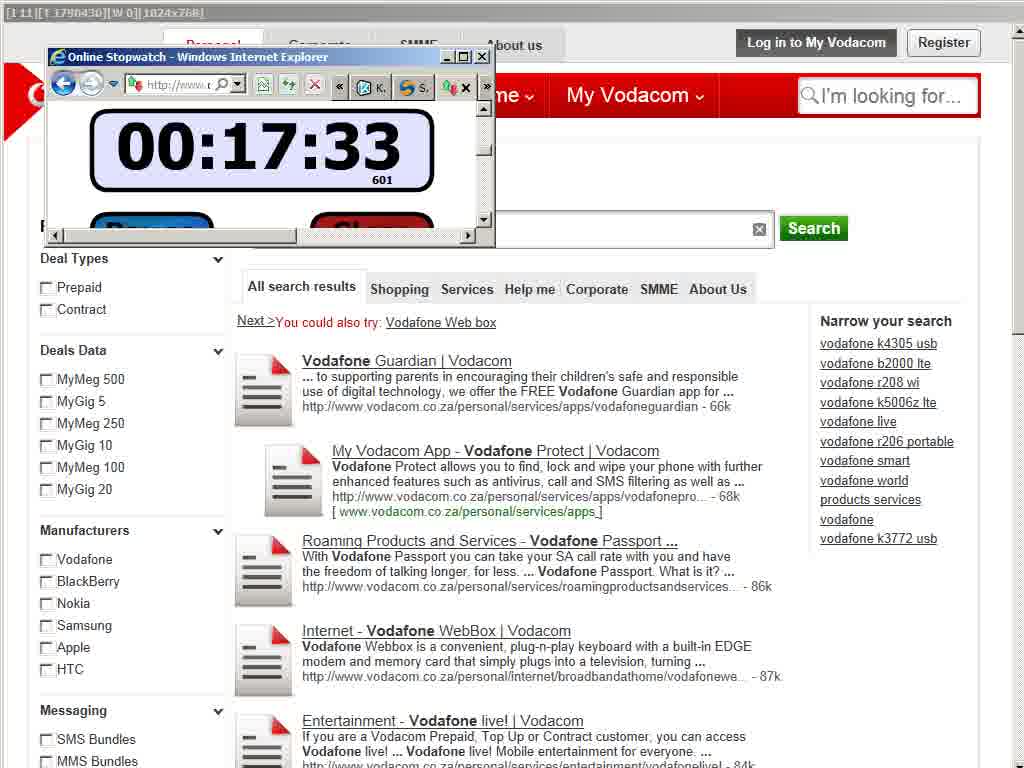 [I 11][T 1790430][W 0][1024x768]
Personal Corporate SMME About us
Log in to My Vodacom Register
Online Stopwatch - Windows Internet Explorer
http://www.
« K. S. »
My Vodacom
I'm looking for...
00:17:33
601
Search
Deal Types
Prepaid
Contract
Deals Data
MyMeg 500
MyGig 5
MyMeg 250
MyGig 10
MyMeg 100
MyGig 20
Manufacturers
Vodafone
BlackBerry
Nokia
Samsung
Apple
HTC
Messaging
SMS Bundles
MMS Bundles
All search results Shopping Services Help me Corporate SMME About Us
Next > You could also try: Vodafone Web box
Vodafone Guardian | Vodacom
... to supporting parents in encouraging their children's safe and responsible
use of digital technology, we offer the FREE Vodafone Guardian app for ...
http://www.vodacom.co.za/personal/services/apps/vodafoneguardian - 66k
My Vodacom App - Vodafone Protect | Vodacom
Vodafone Protect allows you to find, lock and wipe your phone with further
enhanced features such as antivirus, call and SMS filtering as well as ...
http://www.vodacom.co.za/personal/services/apps/vodafonepro... - 68k
[ www.vodacom.co.za/personal/services/apps ]
Roaming Products and Services - Vodafone Passport ...
With Vodafone Passport you can take your SA call rate with you and have
the freedom of talking longer, for less. ... Vodafone Passport. What is it? ...
http://www.vodacom.co.za/personal/services/roamingproductsandservices... - 86k
Internet - Vodafone WebBox | Vodacom
Vodafone Webbox is a convenient, plug-n-play keyboard with a built-in EDGE
modem and memory card that simply plugs into a television, turning ...
http://www.vodacom.co.za/personal/internet/broadbandathome/vodafonewe... - 87k
Entertainment - Vodafone live! | Vodacom
If you are a Vodacom Prepaid, Top Up or Contract customer, you can access
Vodafone live! ... Vodafone live! Mobile entertainment for everyone. ...
http://www.vodacom.co.za/personal/services/entertainment/vodafonelive! - 84k
Narrow your search
vodafone k4305 usb
vodafone b2000 lte
vodafone r208 wi
vodafone k5006z lte
vodafone live
vodafone r206 portable
vodafone smart
vodafone world
products services
vodafone
vodafone k3772 usb